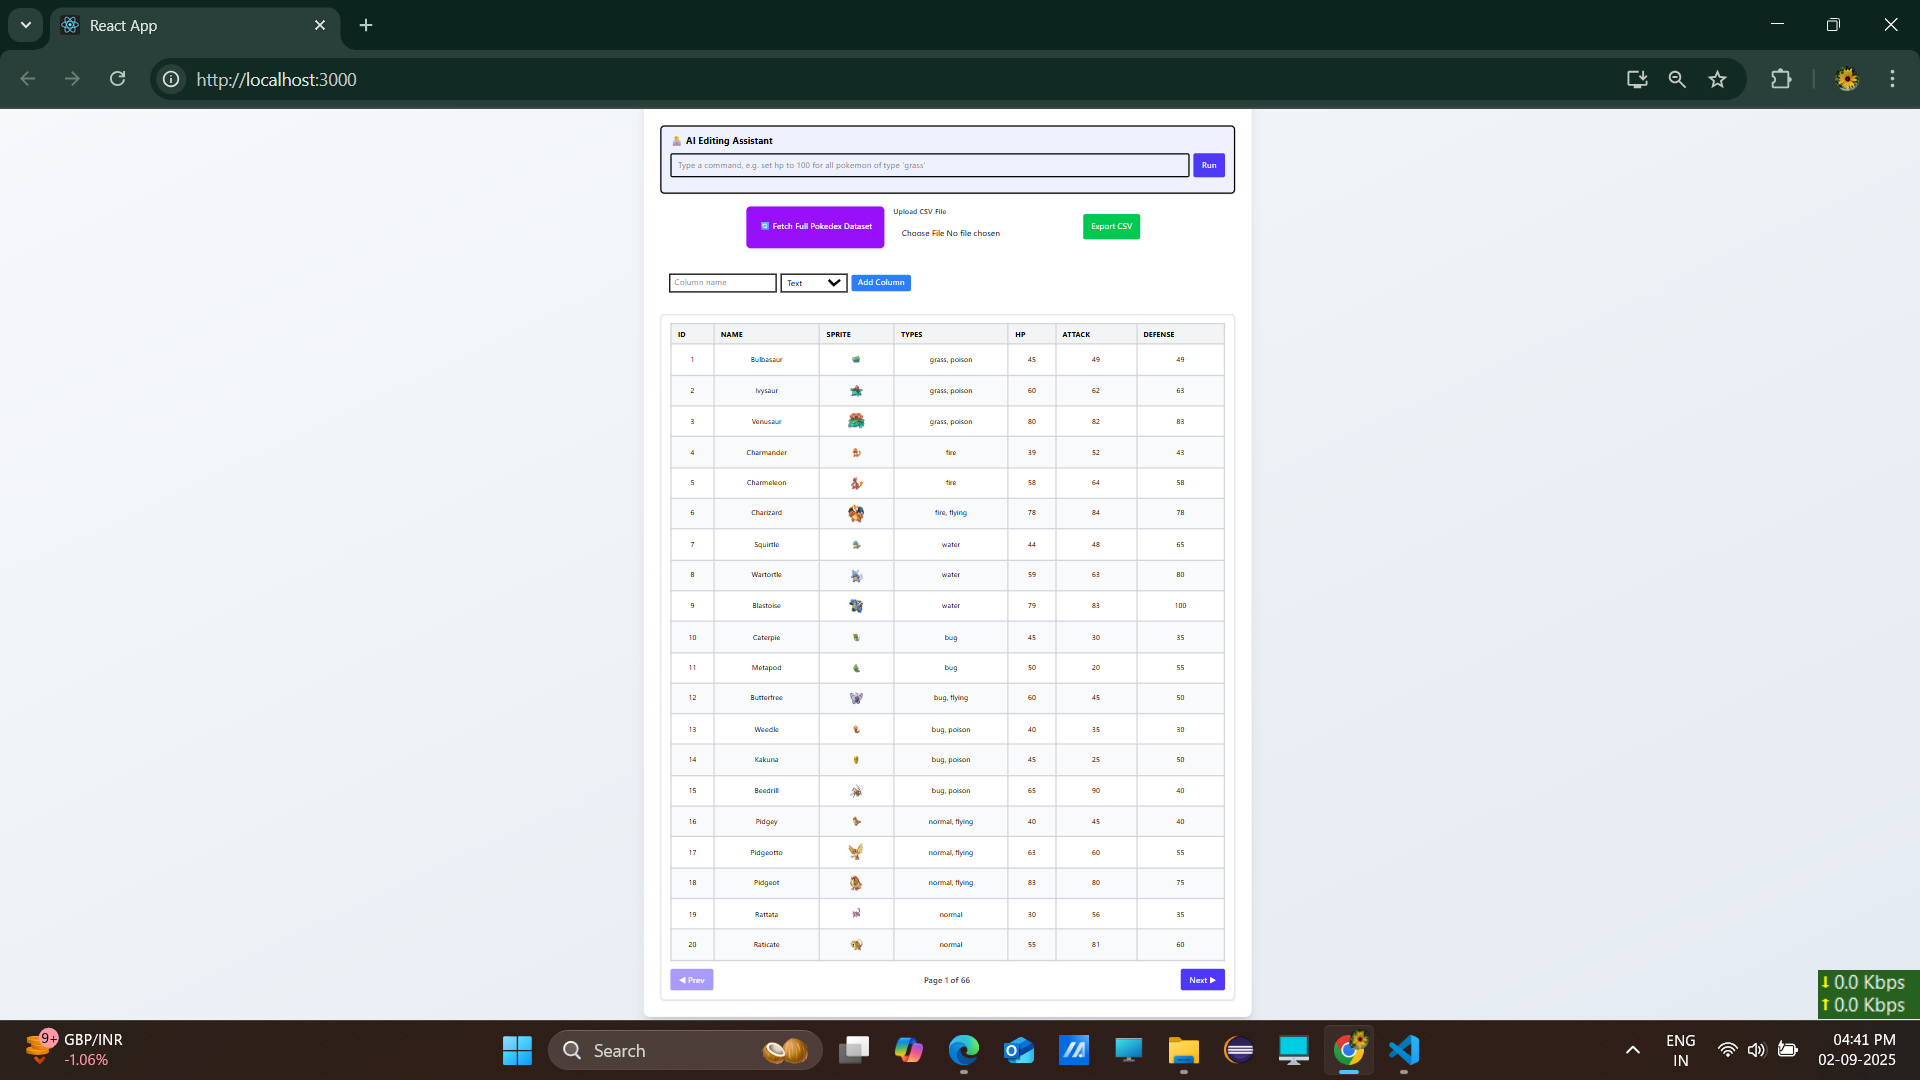 React App
http://localhost:3000
AI Editing Assistant
Type a command, e.g. set hp to 100 for all pokemon of type 'grass'
Run
Fetch Full Pokedex Dataset
Upload CSV File
Choose File No file chosen
Export CSV
Column name
Text
Add Column
ID NAME SPRITE TYPES HP ATTACK DEFENSE
1 Bulbasaur grass, poison 45 49 49
2 Ivysaur grass, poison 60 62 63
3 Venusaur grass, poison 80 82 83
4 Charmander fire 39 52 43
5 Charmeleon fire 58 64 58
6 Charizard fire, flying 78 84 78
7 Squirtle water 44 48 65
8 Wartortle water 59 63 80
9 Blastoise water 79 83 100
10 Caterpie bug 45 30 35
11 Metapod bug 50 20 55
12 Butterfree bug, flying 60 45 50
13 Weedle bug, poison 40 35 30
14 Kakuna bug, poison 45 25 50
15 Beedrill bug, poison 65 90 40
16 Pidgey normal, flying 40 45 40
17 Pidgeotto normal, flying 63 60 55
18 Pidgeot normal, flying 83 80 75
19 Rattata normal 30 56 35
20 Raticate normal 55 81 60
◀ Prev
Page 1 of 66
Next ▶
↓ 0.0 Kbps
↑ 0.0 Kbps
9+
GBP/INR
-1.06%
Search
ENG
IN
04:41 PM
02-09-2025